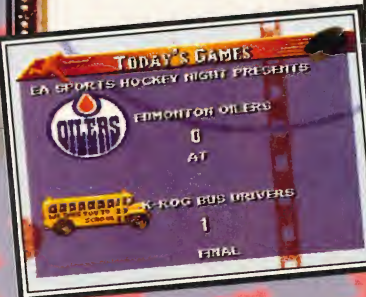 TODAY'S GAMES
EA SPORTS HOCKEY NIGHT PRESENTS
OILERS
EDMONTON OILERS
0
AT
K-ROG BUS DRIVERS
1
FINAL